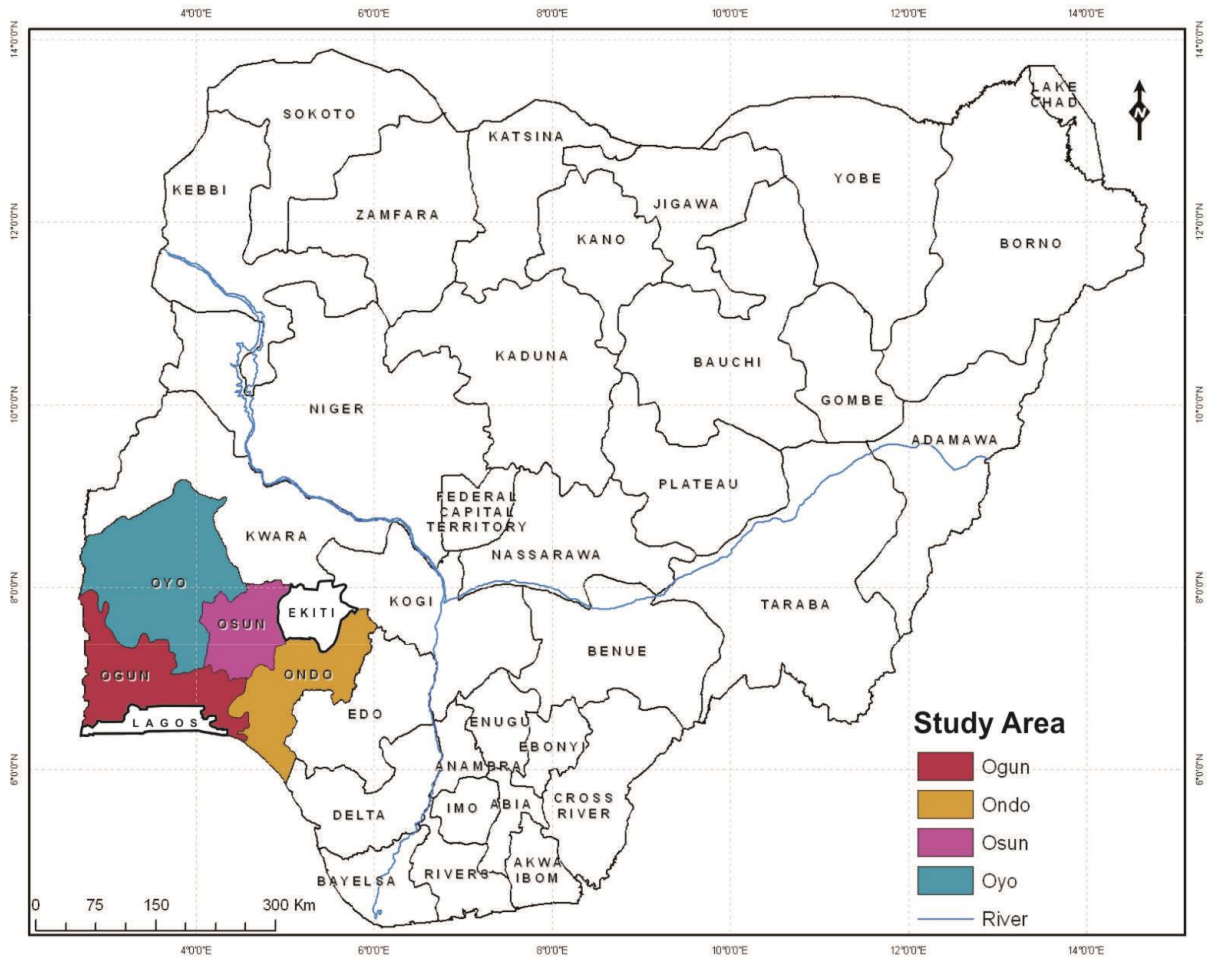 4°0'0"E 6°0'0"E 8°0'0"E 10°0'0"E 12°0'0"E 14°0'0"E
14°0'0"N
14°0'0"N
LAKE
CHAD
N
SOKOTO
KATSINA
KEBBI
YOBE
ZAMFARA
JIGAWA
12°0'0"N
12°0'0"N
KANO
BORNO
KADUNA
BAUCHI
NIGER
GOMBE
10°0'0"N
10°0'0"N
ADAMAWA
PLATEAU
FEDERAL
CAPITAL
TERRITORY
KWARA
NASSARAWA
OYO
8°0'0"N
8°0'0"N
KOGI
TARABA
EKITI
OSUN
BENUE
OGUN
ONDO
EDO
LAGOS
ENUGU
EBONYI
ANAMBRA
6°0'0"N
6°0'0"N
DELTA
IMO
ABIA
CROSS
RIVER
BAYELSA
RIVERS
AKWA
IBOM
Study Area
Ogun
Ondo
Osun
Oyo
River
0 75 150 300 Km
4°0'0"E 6°0'0"E 8°0'0"E 10°0'0"E 12°0'0"E 14°0'0"E